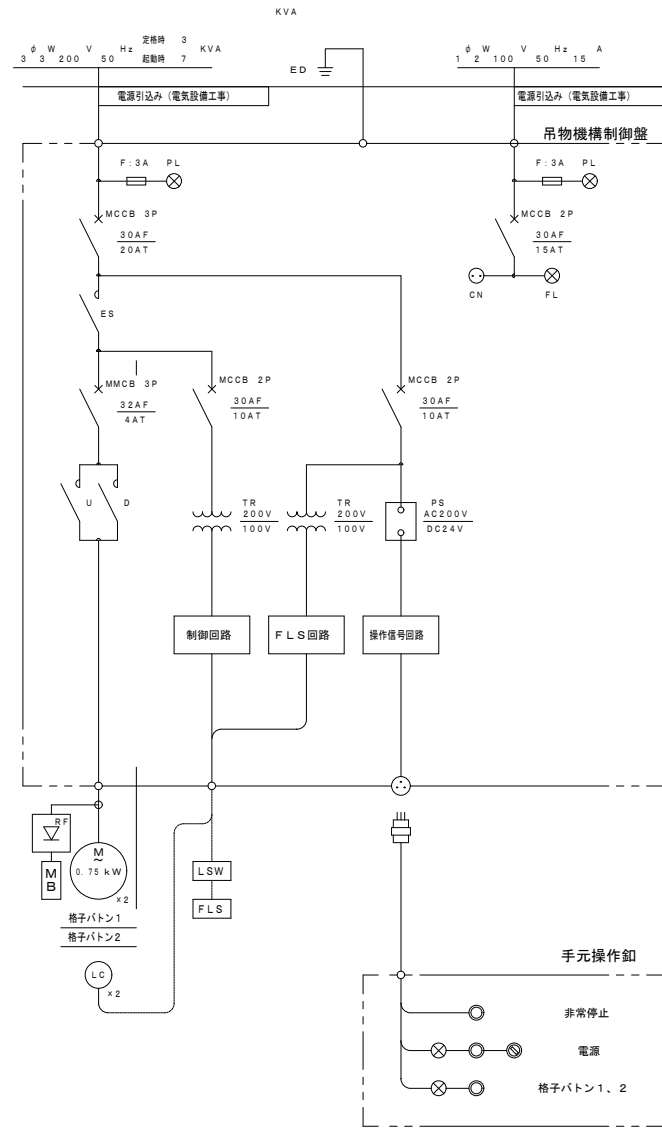 KVA
3 φ 3 W 200 V 50 Hz 定格時 3 KVA
起動時 7
ED
1 φ 2 W 100 V 50 Hz 15 A
電源引込み (電気設備工事)
電源引込み (電気設備工事)
吊物機構制御盤
F:3A PL
F:3A PL
MCCB 3P
30AF
20AT
MCCB 2P
30AF
15AT
CN
FL
ES
MMCB 3P
32AF
4AT
MCCB 2P
30AF
10AT
MCCB 2P
30AF
10AT
U
D
TR
200V
100V
TR
200V
100V
PS
AC200V
DC24V
制御回路
FLS回路
操作信号回路
RF
MB
M
~
0.75kW
×2
LSW
FLS
格子バトン1
格子バトン2
LC
×2
手元操作釦
非常停止
電源
格子バトン1、2